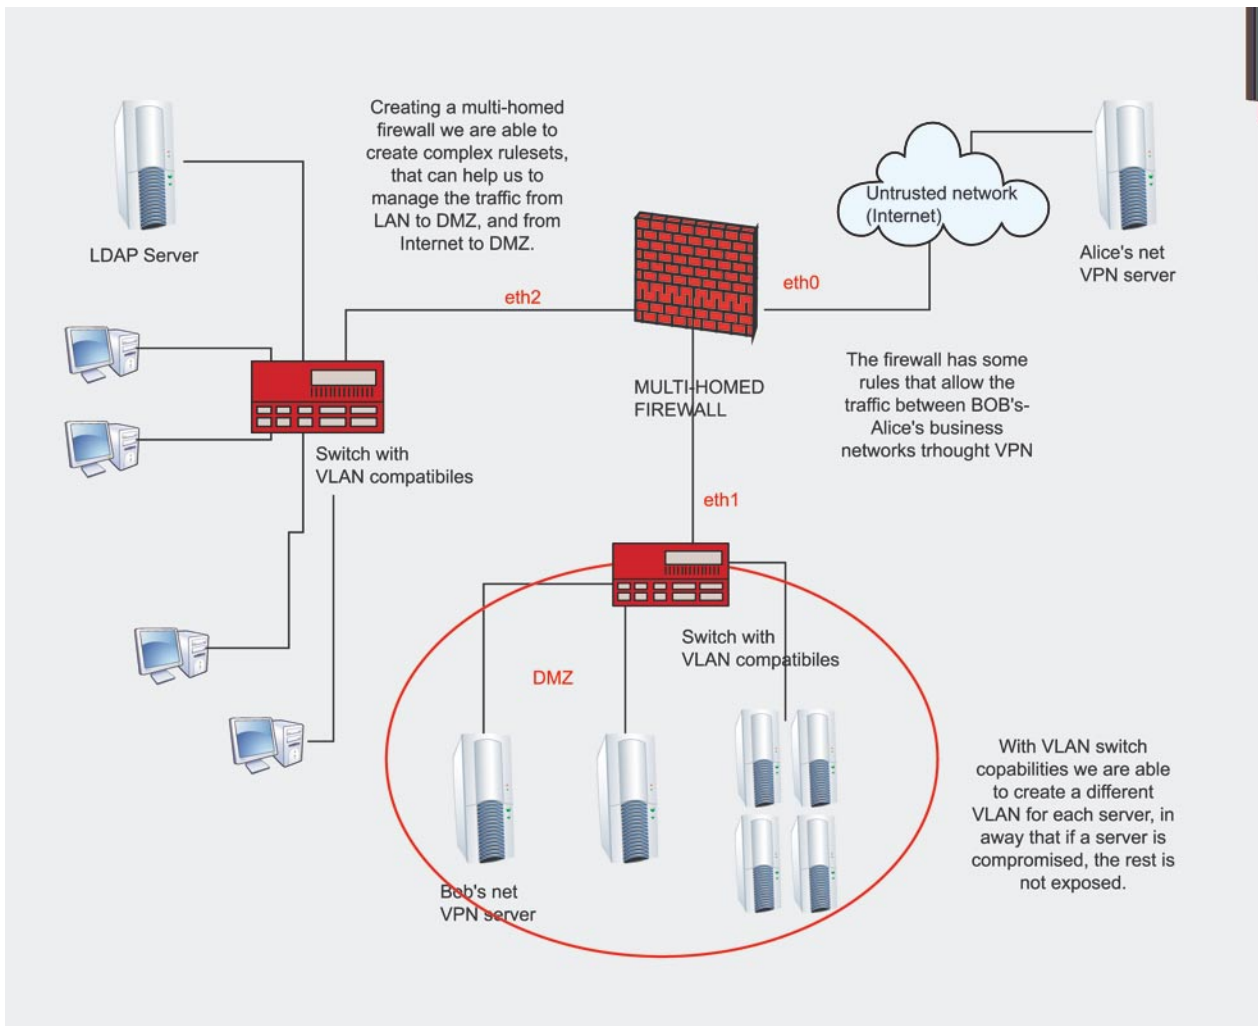 Creating a multi-homed
firewall we are able to
create complex rulesets,
that can help us to
manage the traffic from
LAN to DMZ, and from
Internet to DMZ.
Untrusted network
(Internet)
LDAP Server
Alice's net
VPN server
eth2
eth0
MULTI-HOMED
FIREWALL
The firewall has some
rules that allow the
traffic between BOB's-
Alice's business
networks trhought VPN
Switch with
VLAN compatibiles
eth1
Switch with
VLAN compatibiles
DMZ
With VLAN switch
copabilities we are able
to create a different
VLAN for each server, in
away that if a server is
compromised, the rest is
not exposed.
Bob's net
VPN server